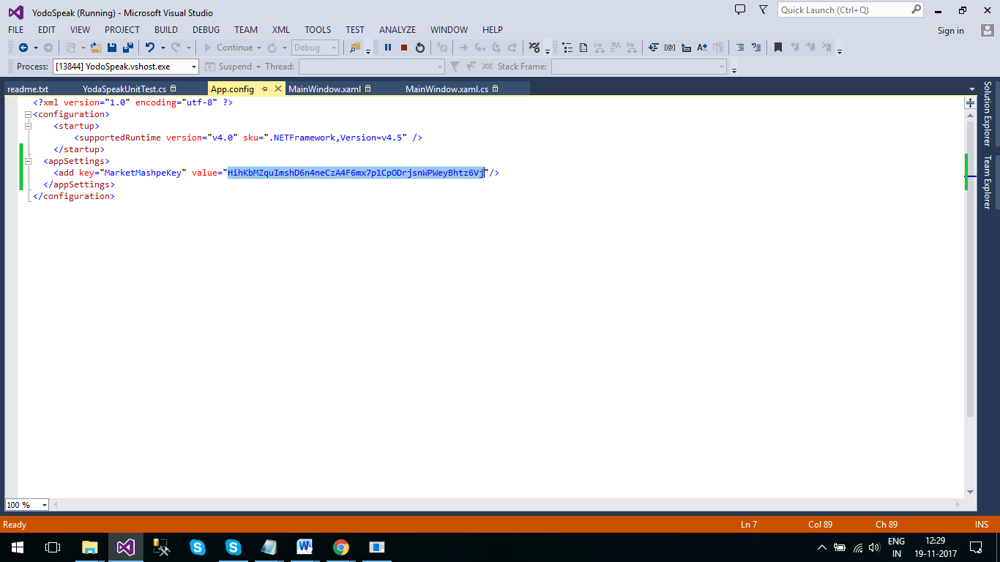 YodoSpeak (Running) - Microsoft Visual Studio
Quick Launch (Ctrl+Q)
FILE EDIT VIEW PROJECT BUILD DEBUG TEAM XML TOOLS TEST ANALYZE WINDOW HELP
Sign in
Continue Debug
Process: [13844] YodoSpeak.vshost.exe Suspend Thread: Stack Frame:
readme.txt YodaSpeakUnitTest.cs App.config MainWindow.xaml MainWindow.xaml.cs
Solution Explorer
Team Explorer
<?xml version="1.0" encoding="utf-8" ?>
<configuration>
<startup>
<supportedRuntime version="v4.0" sku=".NETFramework,Version=v4.5" />
</startup>
<appSettings>
<add key="MarketMashpeKey" value="HihKbMZquImshD6n4neCzA4F6mx7p1CpODrjsnWPWeyBhtz6Vj"/>
</appSettings>
</configuration>
100 %
Ready Ln 7 Col 89 Ch 89 INS
ENG 12:29
IN 19-11-2017